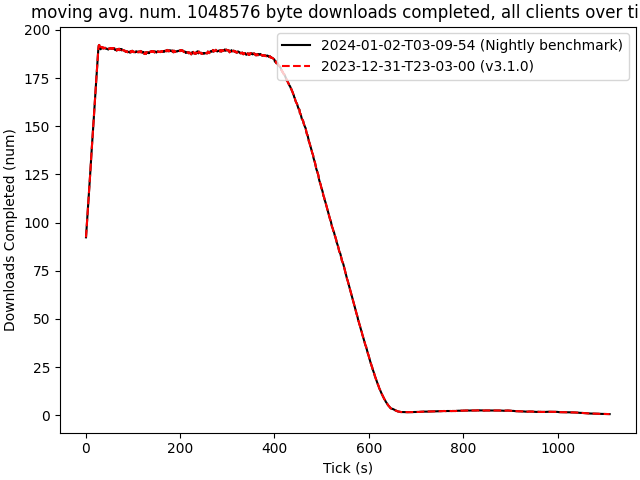 moving avg. num. 1048576 byte downloads completed, all clients over ti
2024-01-02-T03-09-54 (Nightly benchmark)
2023-12-31-T23-03-00 (v3.1.0)
Downloads Completed (num)
200
175
150
125
100
75
50
25
0
0 200 400 600 800 1000
Tick (s)